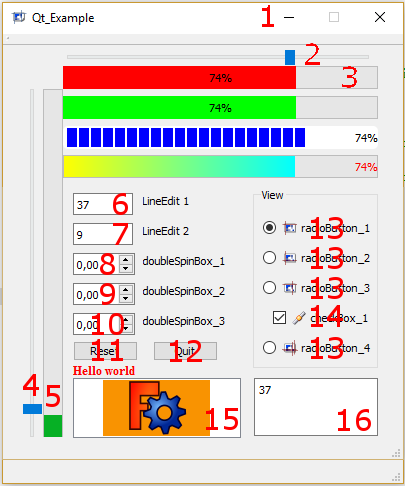 Qt_Example 1
2
74% 3
74%
74%
74%
37 6 LineEdit 1
9 7 LineEdit 2
0,00 8 doubleSpinBox_1
0,00 9 doubleSpinBox_2
0,00 10 doubleSpinBox_3
Reset 11 Quit 12
View
radioButton_1 13
radioButton_2 13
radioButton_3 13
checkBox_1 14
radioButton_4 13
Hello world
4 5
15
37
16